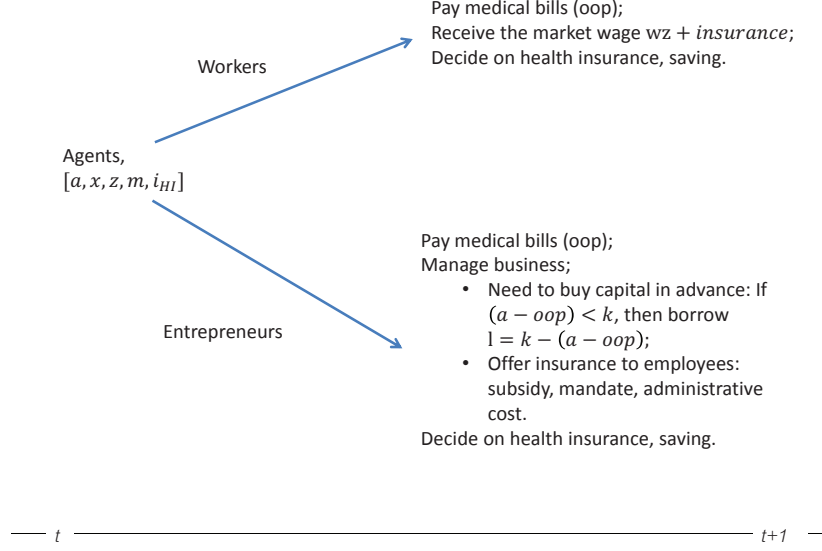 Pay medical bills (oop);
Receive the market wage wz + insurance;
Decide on health insurance, saving.
Workers
Agents,
[a, x, z, m, i_{HI}]
Pay medical bills (oop);
Manage business;
• Need to buy capital in advance: If
(a − oop) < k, then borrow
l = k − (a − oop);
• Offer insurance to employees:
subsidy, mandate, administrative
cost.
Decide on health insurance, saving.
Entrepreneurs
t
t+1